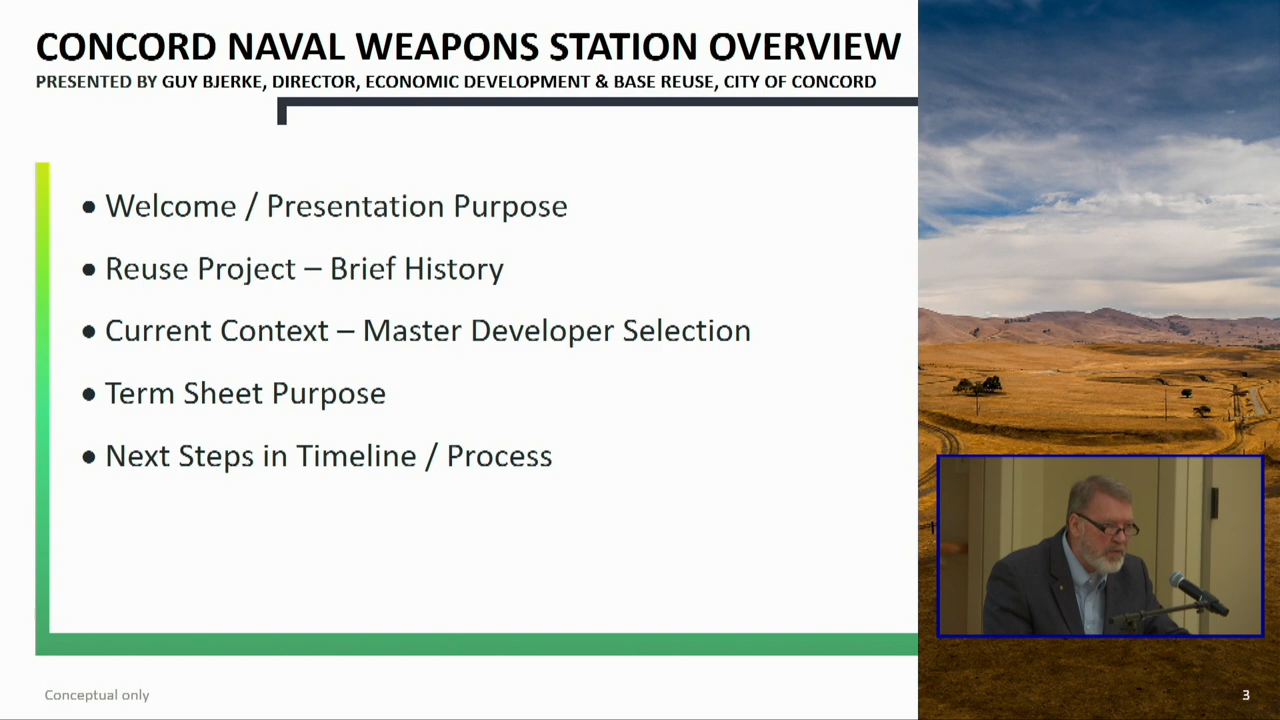 CONCORD NAVAL WEAPONS STATION OVERVIEW
PRESENTED BY GUY BJERKE, DIRECTOR, ECONOMIC DEVELOPMENT & BASE REUSE, CITY OF CONCORD
• Welcome / Presentation Purpose
• Reuse Project – Brief History
• Current Context – Master Developer Selection
• Term Sheet Purpose
• Next Steps in Timeline / Process
Conceptual only
3